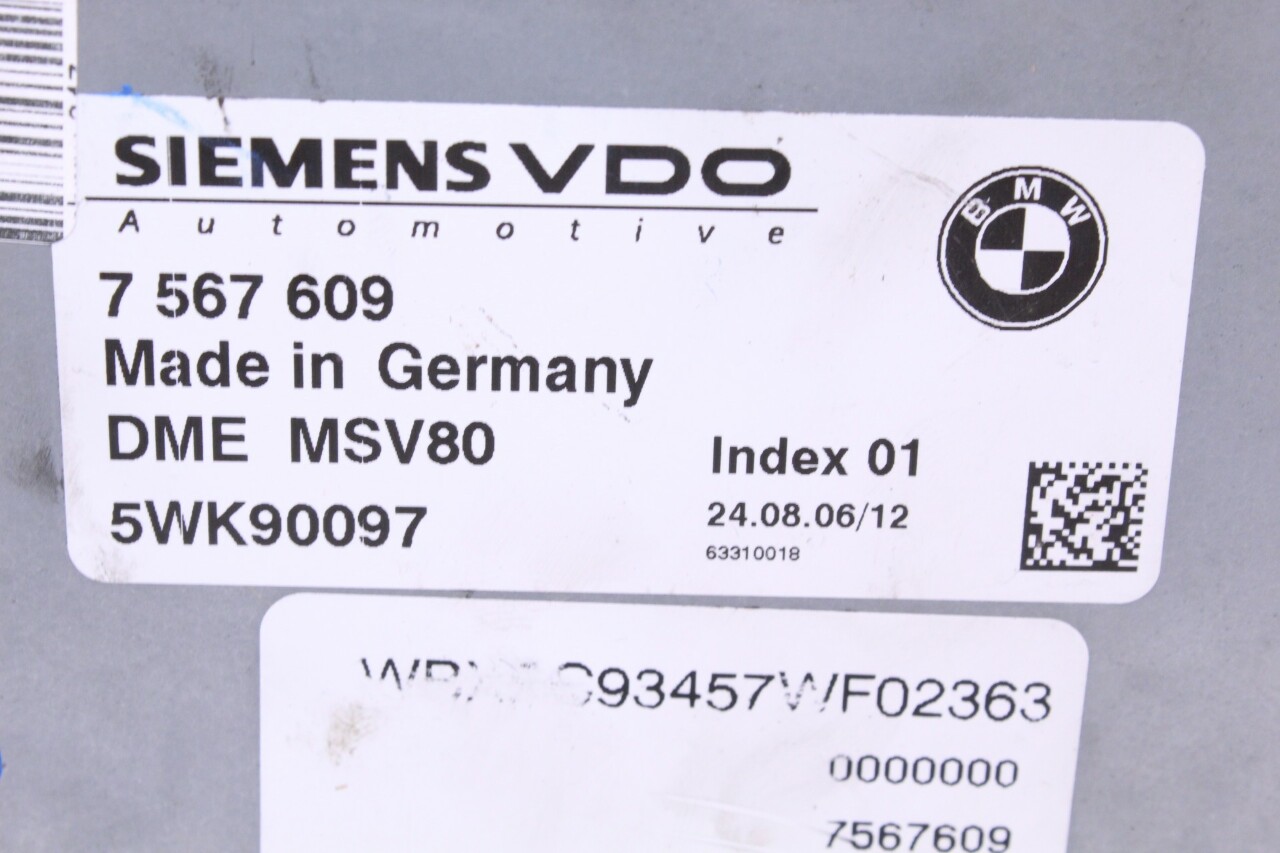 SIEMENS VDO
Automotive
BMW
7 567 609
Made in Germany
DME MSV80
Index 01
5WK90097
24.08.06/12
63310018
0000000
7567609